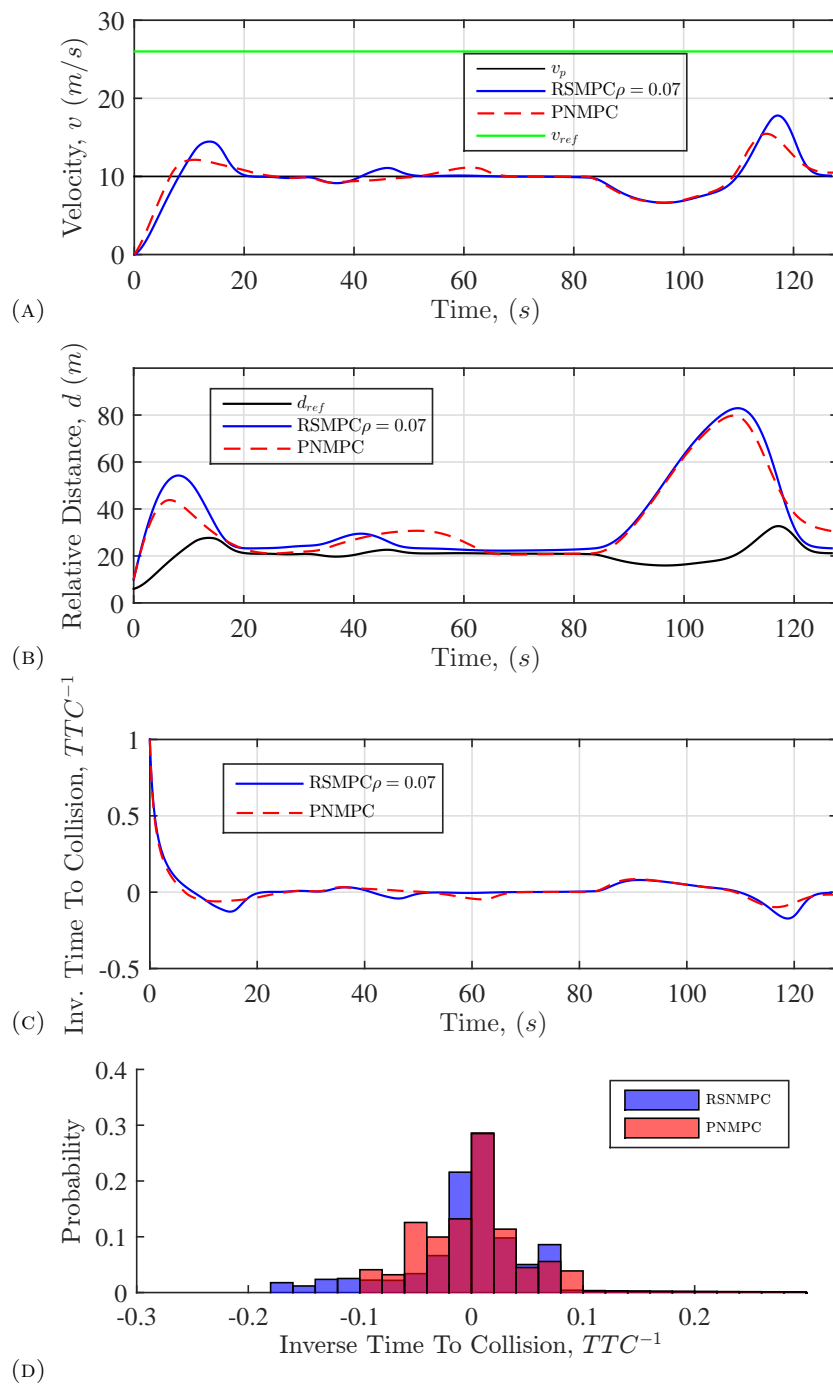 30
20
10
0
Velocity, v (m/s)
v_p
RSMPCρ = 0.07
PNMPC
v_ref
0 20 40 60 80 100 120
Time, (s)
(A)
80
60
40
20
0
Relative Distance, d (m)
d_ref
RSMPCρ = 0.07
PNMPC
0 20 40 60 80 100 120
Time, (s)
(B)
1
0.5
0
-0.5
Inv. Time To Collision, TTC^-1
RSMPCρ = 0.07
PNMPC
0 20 40 60 80 100 120
Time, (s)
(C)
0.4
0.3
0.2
0.1
0
Probability
RSNMPC
PNMPC
-0.3 -0.2 -0.1 0 0.1 0.2
Inverse Time To Collision, TTC^-1
(D)